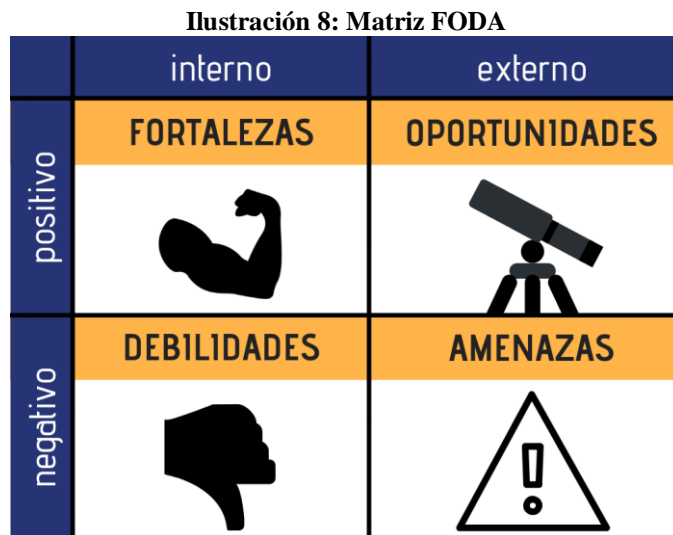 Ilustración 8: Matriz FODA
interno
externo
positivo
FORTALEZAS
OPORTUNIDADES
negativo
DEBILIDADES
AMENAZAS
!